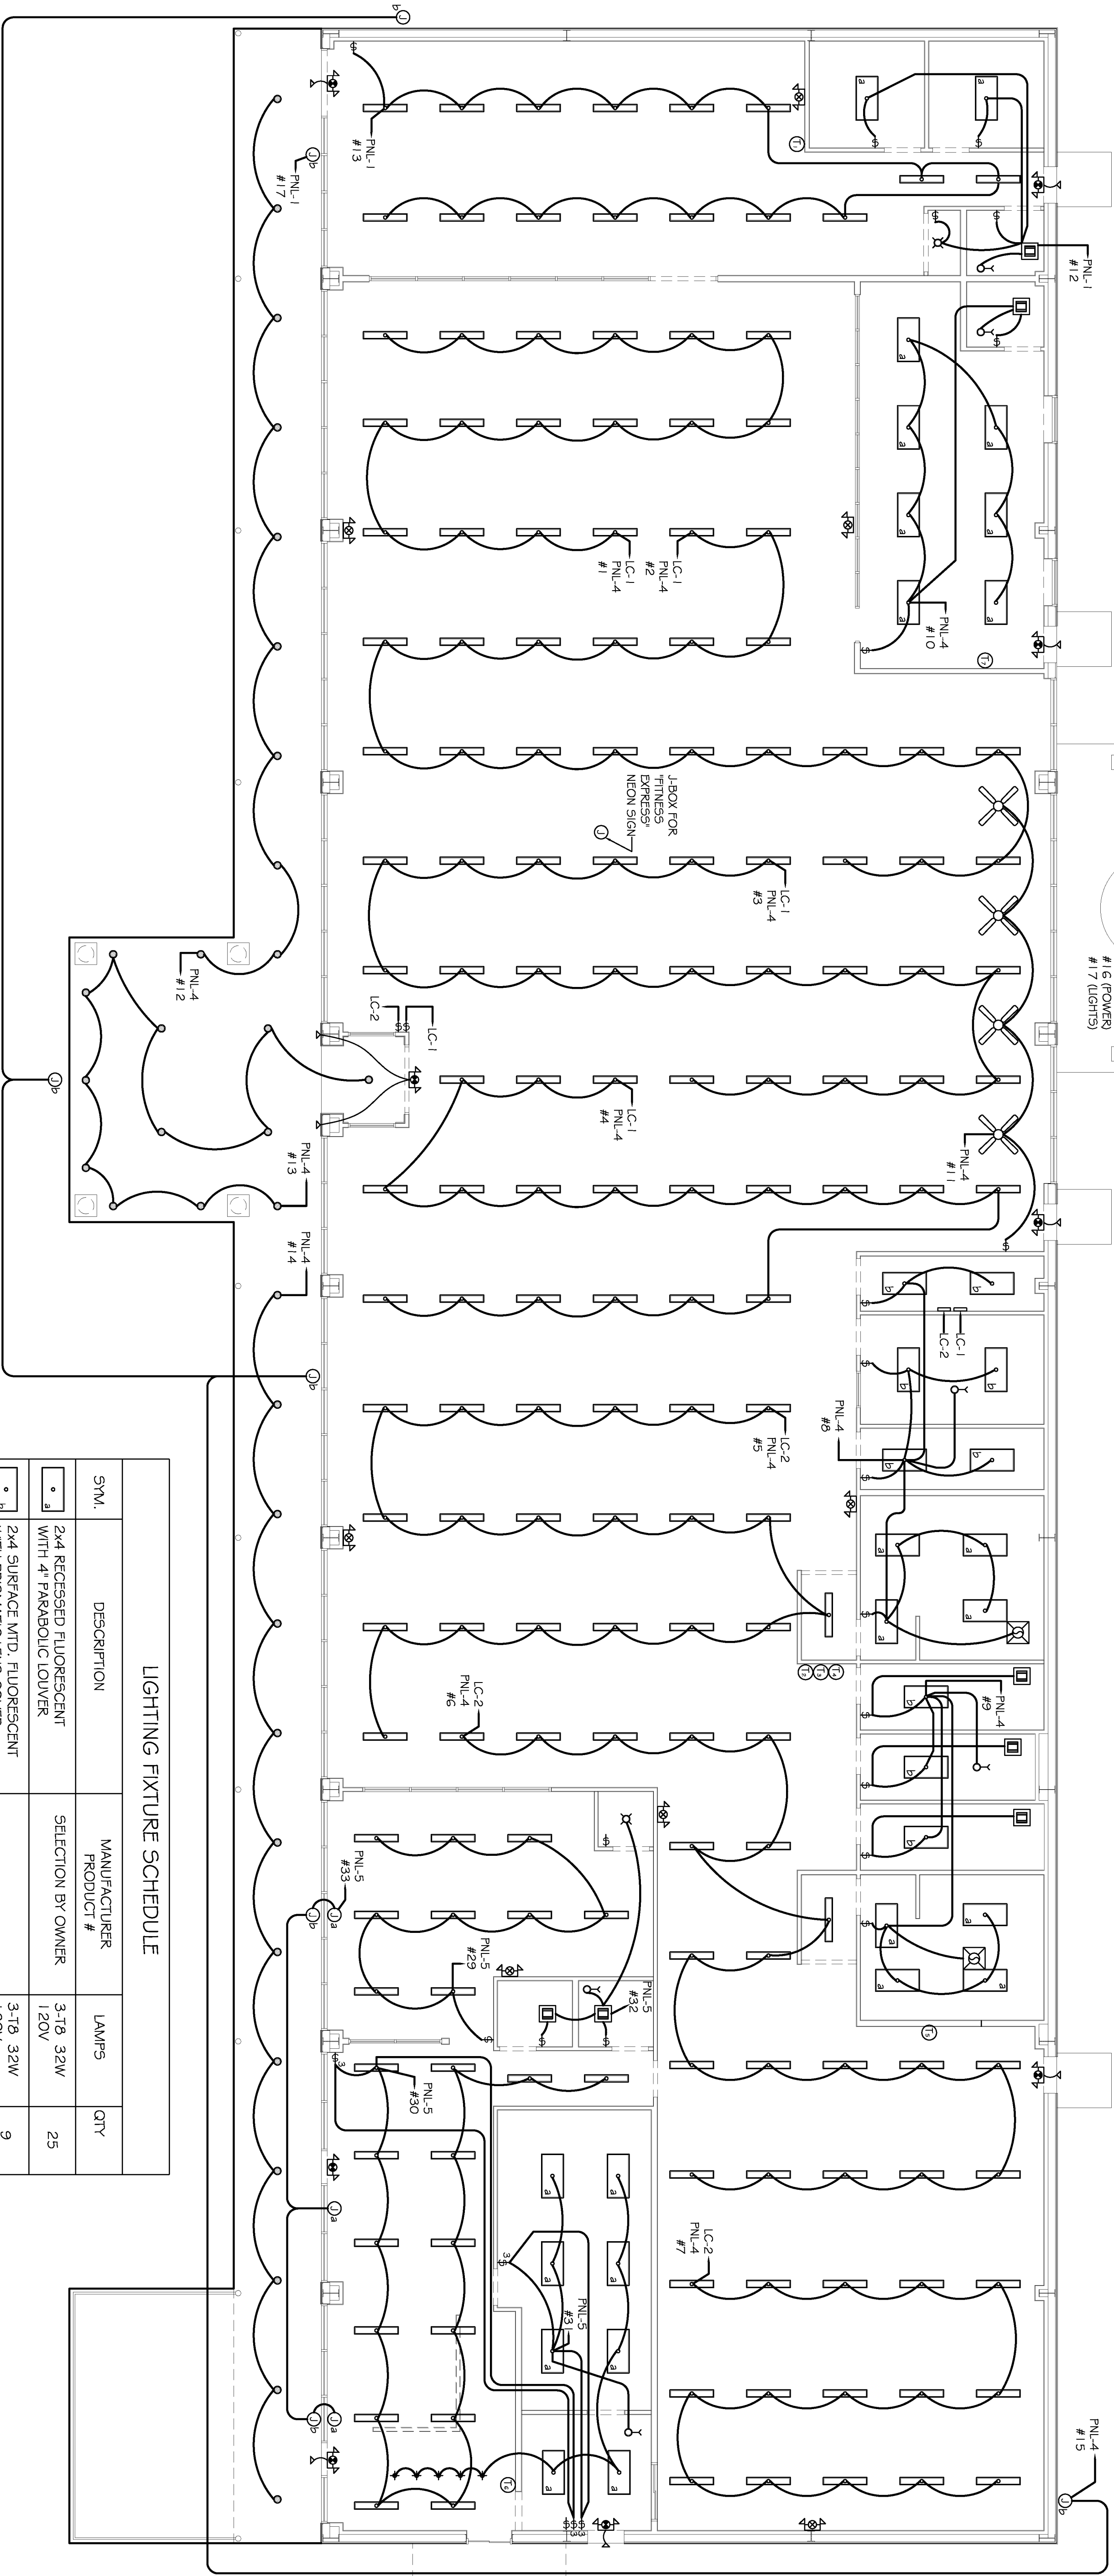 PNL-4
#15
J
b
#16 (POWER)
#17 (LIGHTS)
PNL-1
#12
PNL-4
#11
PNL-4
#10
T7
LC-1
LC-2
PNL-4
#8
PNL-4
#9
T5
T1
T2
T3
T4
LC-1
PNL-4
#2
LC-1
PNL-4
#1
J-BOX FOR
"FITNESS
EXPRESS"
NEON SIGN
J
LC-1
PNL-4
#3
LC-1
PNL-4
#4
LC-2
PNL-4
#5
LC-2
PNL-4
#6
LC-2
PNL-4
#7
PNL-5
#32
PNL-5
#31
PNL-5
#29
PNL-5
#30
T6
PNL-1
#13
LC-1
LC-2
PNL-5
#33
J
b
PNL-1
#17
PNL-4
#13
PNL-4
#14
PNL-4
#12
J
b
J
b
J
a
J
b
J
a
J
a
J
b
J
b
LIGHTING FIXTURE SCHEDULE
SYM. DESCRIPTION MANUFACTURER PRODUCT # LAMPS QTY
a 2x4 RECESSED FLUORESCENT SELECTION BY OWNER 3-T8 32W 25
WITH 4" PARABOLIC LOUVER 120V
b 2x4 SURFACE MTD. FLUORESCENT 3-T8 32W 9